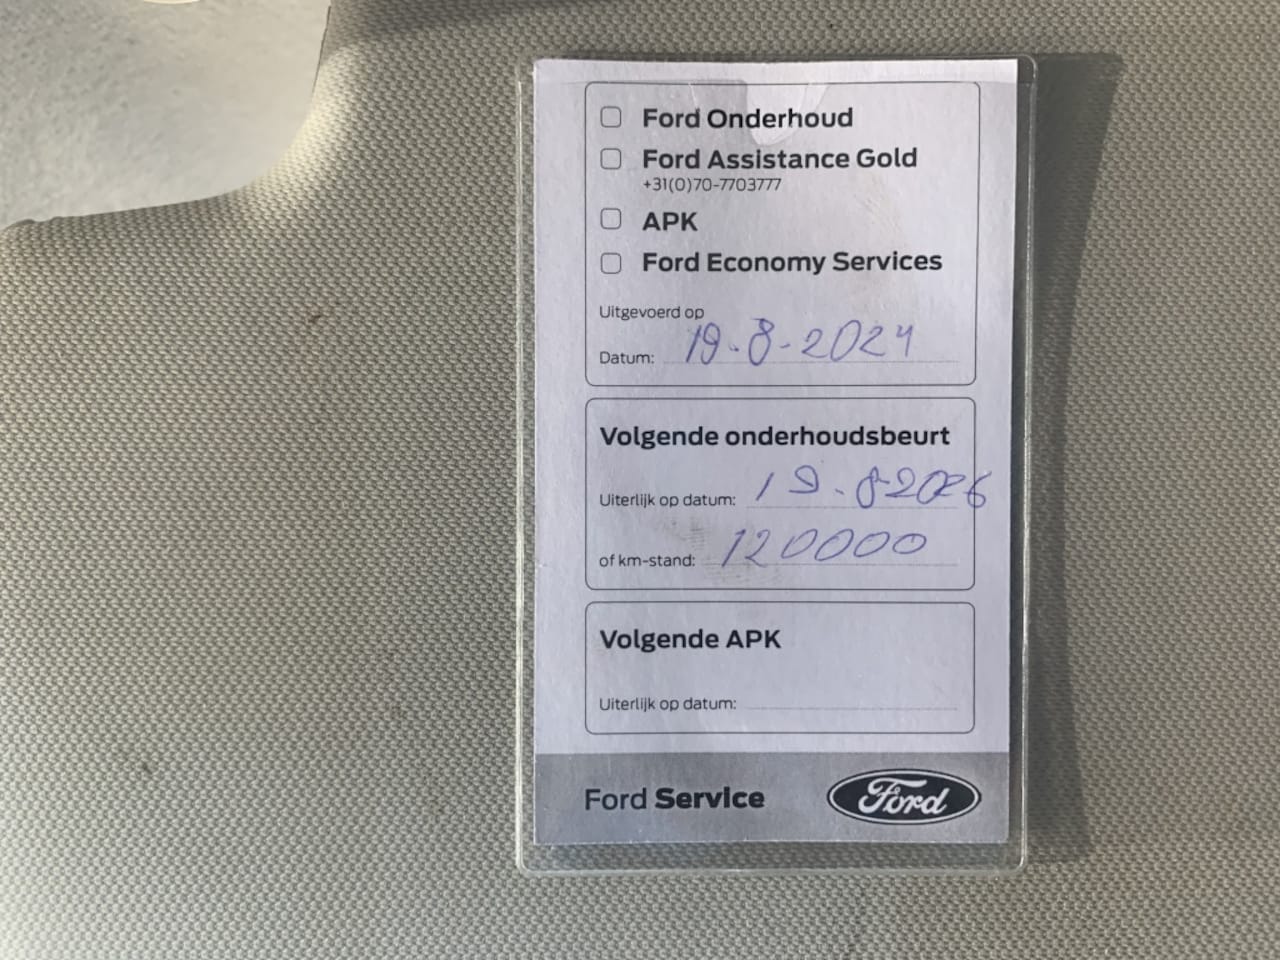 Ford Onderhoud
Ford Assistance Gold
+31(0)70-7703777
APK
Ford Economy Services
Uitgevoerd op
Datum: 19-8-2024
Volgende onderhoudsbeurt
Uiterlijk op datum: 19-8-2026
of km-stand: 120000
Volgende APK
Uiterlijk op datum:
Ford Service
Ford